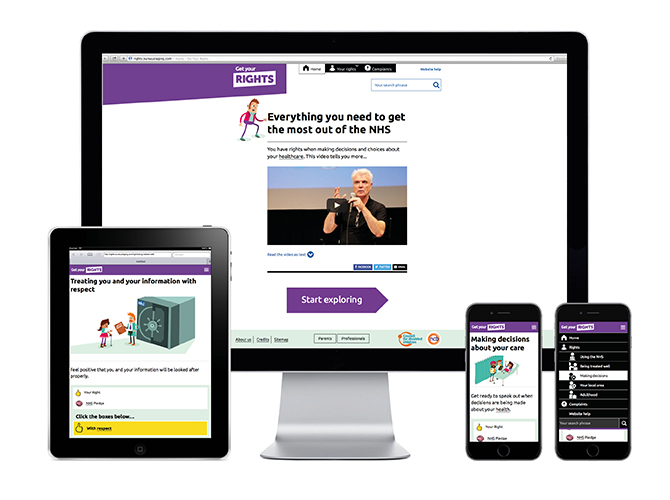 Get your
RIGHTS
Home
Your rights
Complaints
Website help
Your search phrase
Everything you need to get
the most out of the NHS
You have rights when making decisions and choices about
your healthcare. This video tells you more...
Read the video as text
FACEBOOK
TWITTER
EMAIL
Start exploring
About us
Credits
Sitemap
Parents
Professionals
ncb
Get your RIGHTS
Treating you and your information with
respect
Feel positive that you and your information will be looked after
properly.
Your Right
NHS Pledge
Click the boxes below...
With respect
Get your RIGHTS
Making decisions
about your care
Get ready to speak out when
decisions are being made
about your health.
Your Right
NHS Pledge
Get your RIGHTS
Home
Rights
Using the NHS
Being treated well
Making decisions
Your local area
Adulthood
Complaints
Website help
Your search phrase
NHS Pledge